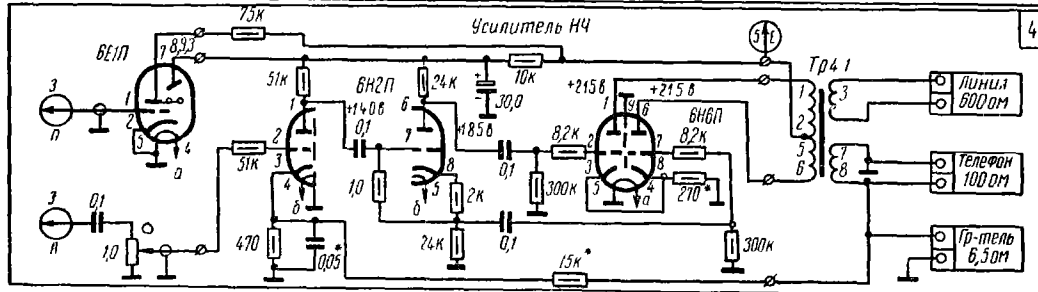 Усилитель НЧ
4
75к
6Е1П
7
8,9,3
1
2
5
4
а
З
П
51к
51к
1
+140в
6Н2П
0,1
2
3
4
б
1,0
24к
6
7
8
5
б
30,0
10к
+185в
0,1
8,2к
300к
2к
24к
0,1
+215в
+215в
1
9
6
6Н6П
8,2к
2
7
3
8
5
4
а
270*
300к
5
Е
Тр4.1
1
2
5
6
3
7
8
Линия
600 ом
Телефон
100 ом
Гр-тель
6,5 ом
З
Л
0,1
1,0
470
0,05*
15к*